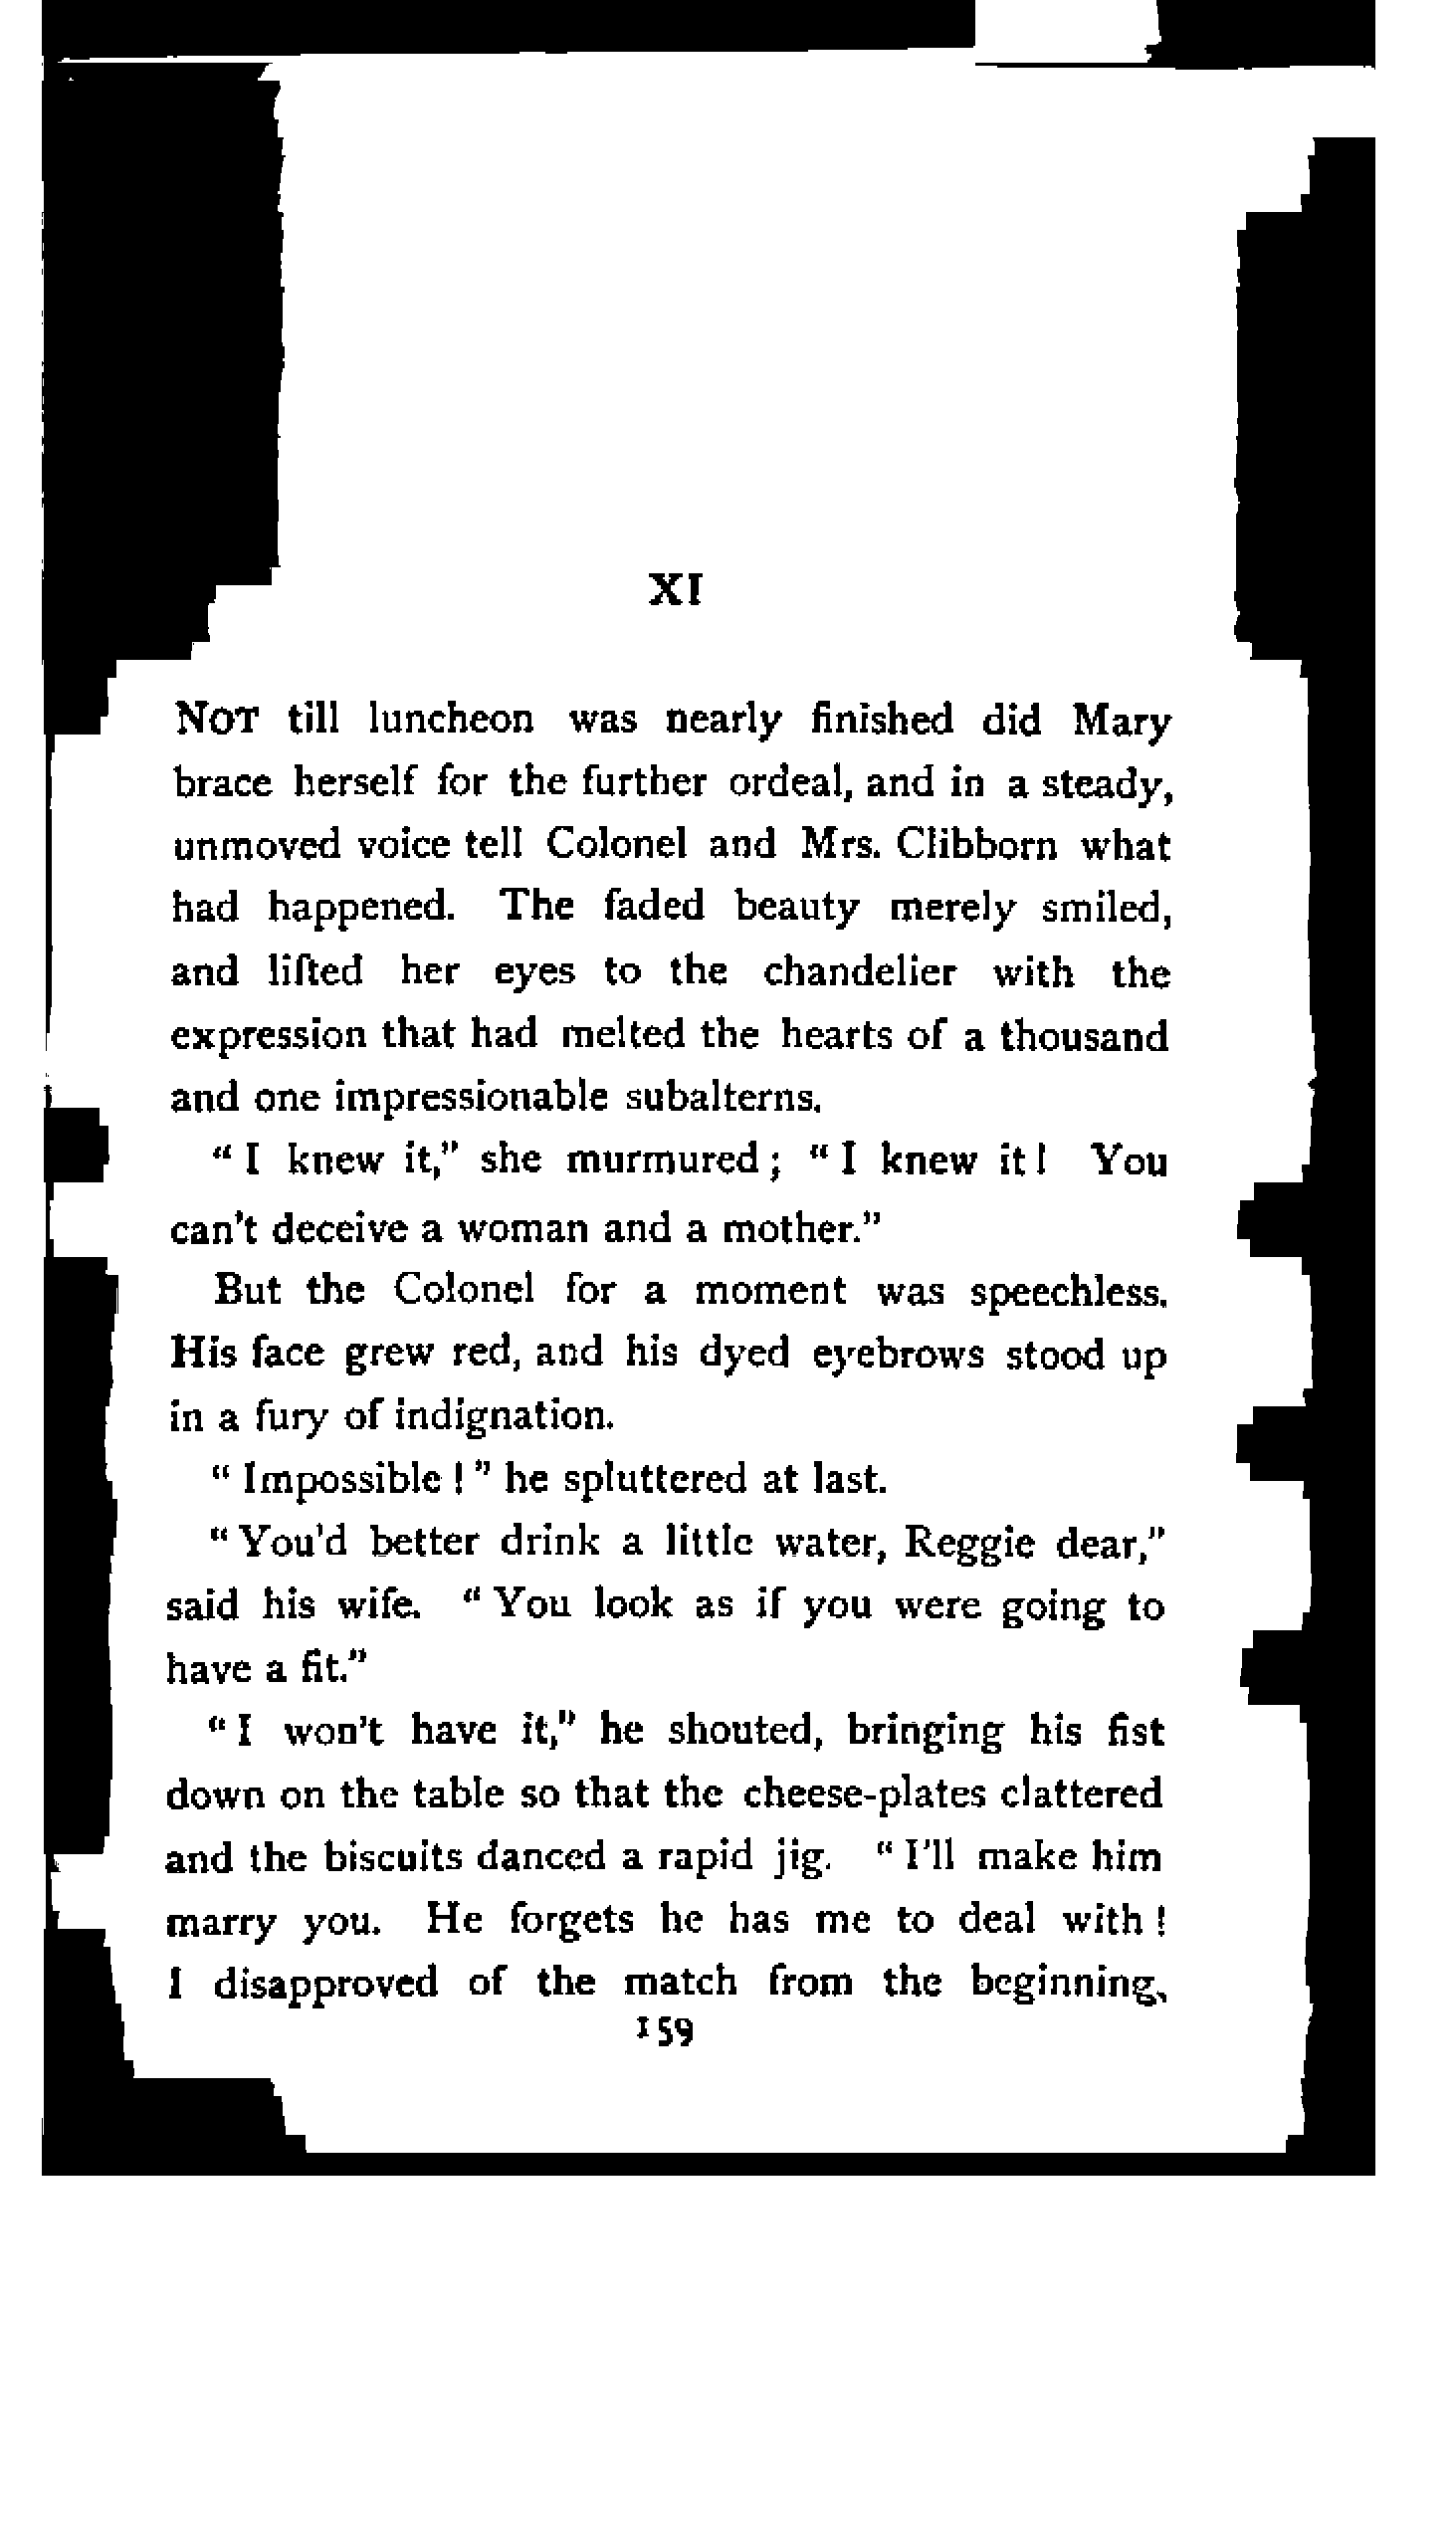 XI
NOT till luncheon was nearly finished did Mary
brace herself for the further ordeal, and in a steady,
unmoved voice tell Colonel and Mrs. Clibborn what
had happened. The faded beauty merely smiled,
and lifted her eyes to the chandelier with the
expression that had melted the hearts of a thousand
and one impressionable subalterns.
“ I knew it,” she murmured ; “ I knew it ! You
can't deceive a woman and a mother.”
But the Colonel for a moment was speechless.
His face grew red, and his dyed eyebrows stood up
in a fury of indignation.
“ Impossible ! ” he spluttered at last.
“ You'd better drink a little water, Reggie dear,”
said his wife. “ You look as if you were going to
have a fit.”
“ I won't have it,” he shouted, bringing his fist
down on the table so that the cheese-plates clattered
and the biscuits danced a rapid jig. “ I'll make him
marry you. He forgets he has me to deal with !
I disapproved of the match from the beginning,
159